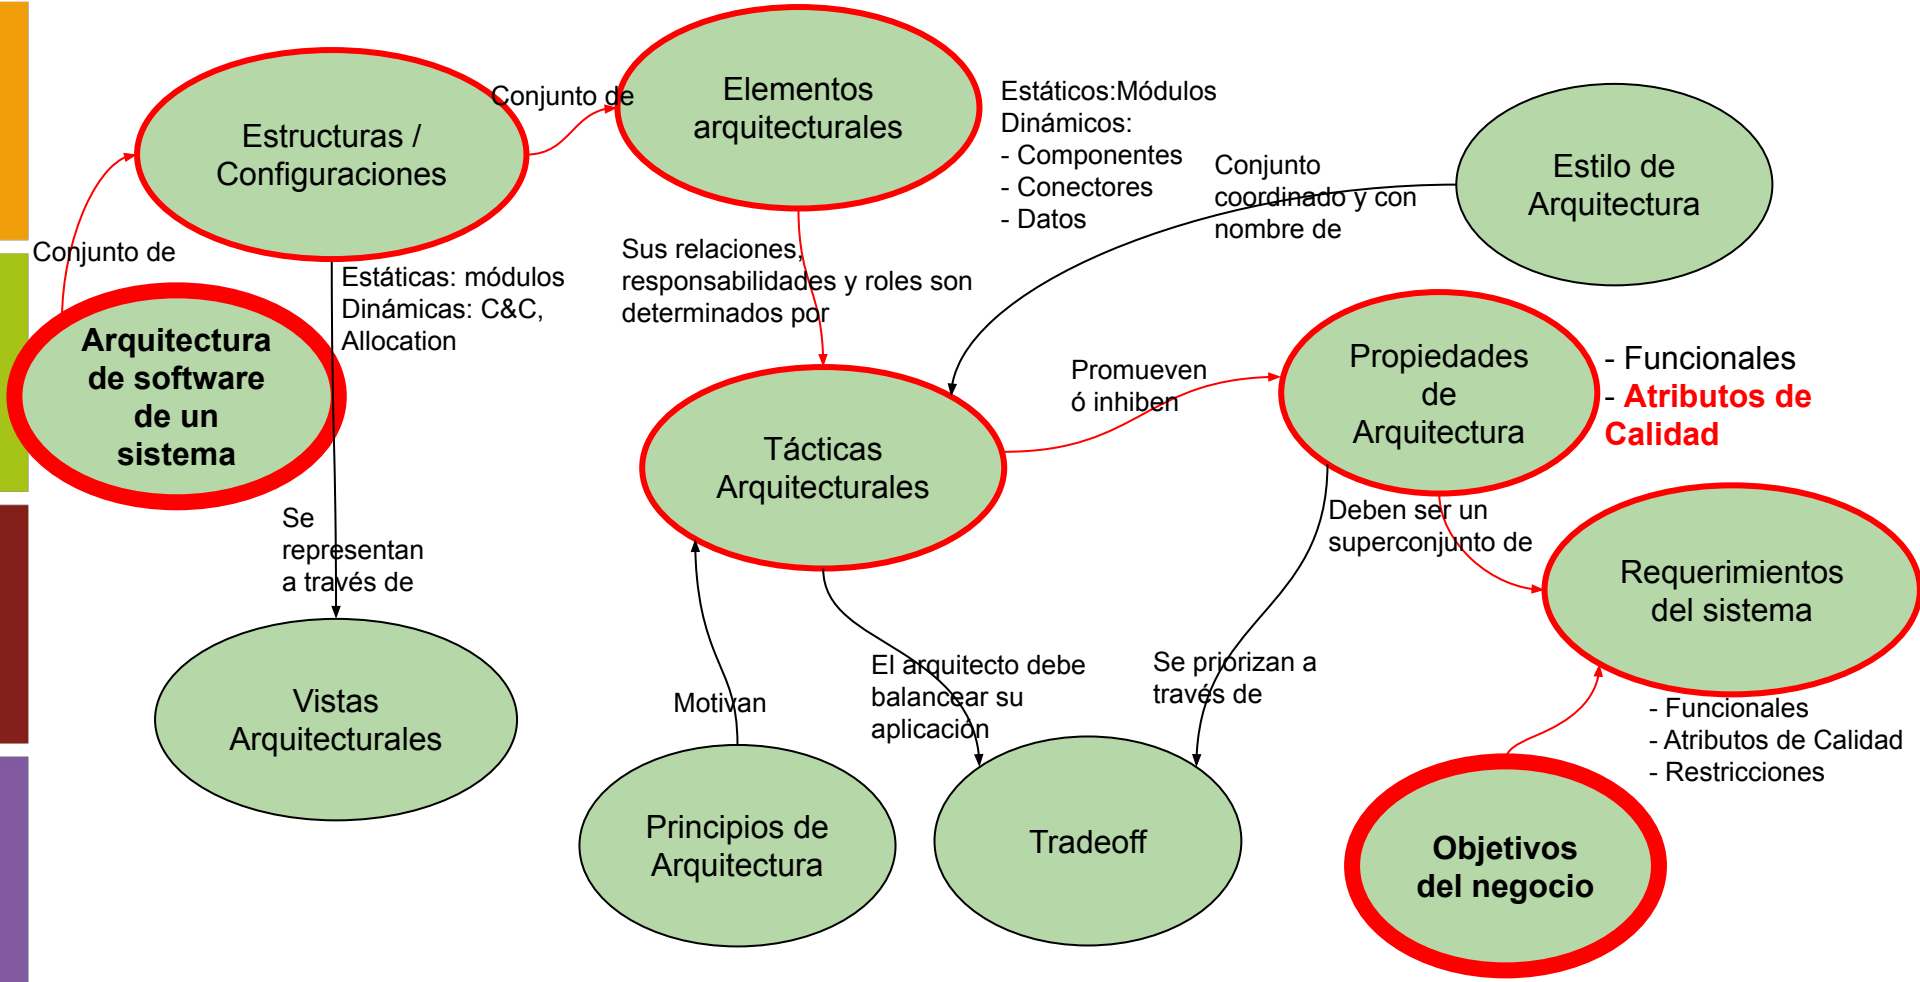 Conjunto de
Elementos
arquitecturales
Estáticos:Módulos
Dinámicos:
- Componentes
- Conectores
- Datos
Estructuras /
Configuraciones
Conjunto
coordinado y con
nombre de
Estilo de
Arquitectura
Conjunto de
Estáticas: módulos
Dinámicas: C&C,
Allocation
Sus relaciones,
responsabilidades y roles son
determinados por
Arquitectura
de software
de un
sistema
Promueven
ó inhiben
Propiedades
de
Arquitectura
- Funcionales
- Atributos de
Calidad
Tácticas
Arquitecturales
Se
representan
a través de
Deben ser un
superconjunto de
Requerimientos
del sistema
Vistas
Arquitecturales
Motivan
El arquitecto debe
balancear su
aplicación
Se priorizan a
través de
- Funcionales
- Atributos de Calidad
- Restricciones
Principios de
Arquitectura
Tradeoff
Objetivos
del negocio